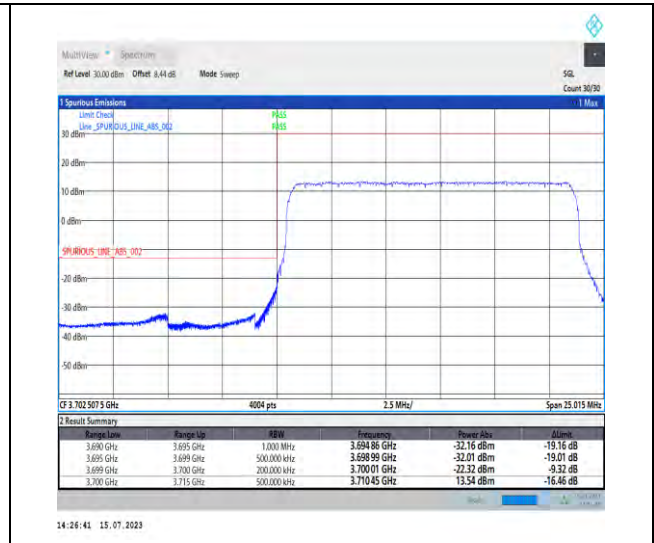 MultiView Spectrum
Ref Level 30.00 dBm Offset 8.44 dB Mode Sweep SGL
Count 30/30
1 Spurious Emissions 1 Max
Limit Check PASS
Line _SPURIOUS_LINE_ABS_002 PASS
30 dBm
20 dBm
10 dBm
0 dBm
SPURIOUS_LINE_ABS_002
-20 dBm
-30 dBm
-40 dBm
-50 dBm
CF 3.702 507 5 GHz 4004 pts 2.5 MHz/ Span 25.015 MHz
2 Result Summary
Range Low Range Up RBW Frequency Power Abs ΔLimit
3.690 GHz 3.695 GHz 1.000 MHz 3.694 86 GHz -32.16 dBm -19.16 dB
3.695 GHz 3.699 GHz 500.000 kHz 3.698 99 GHz -32.01 dBm -19.01 dB
3.699 GHz 3.700 GHz 200.000 kHz 3.700 01 GHz -22.32 dBm -9.32 dB
3.700 GHz 3.715 GHz 500.000 kHz 3.710 45 GHz 13.54 dBm -16.46 dB
14:26:41 15.07.2023